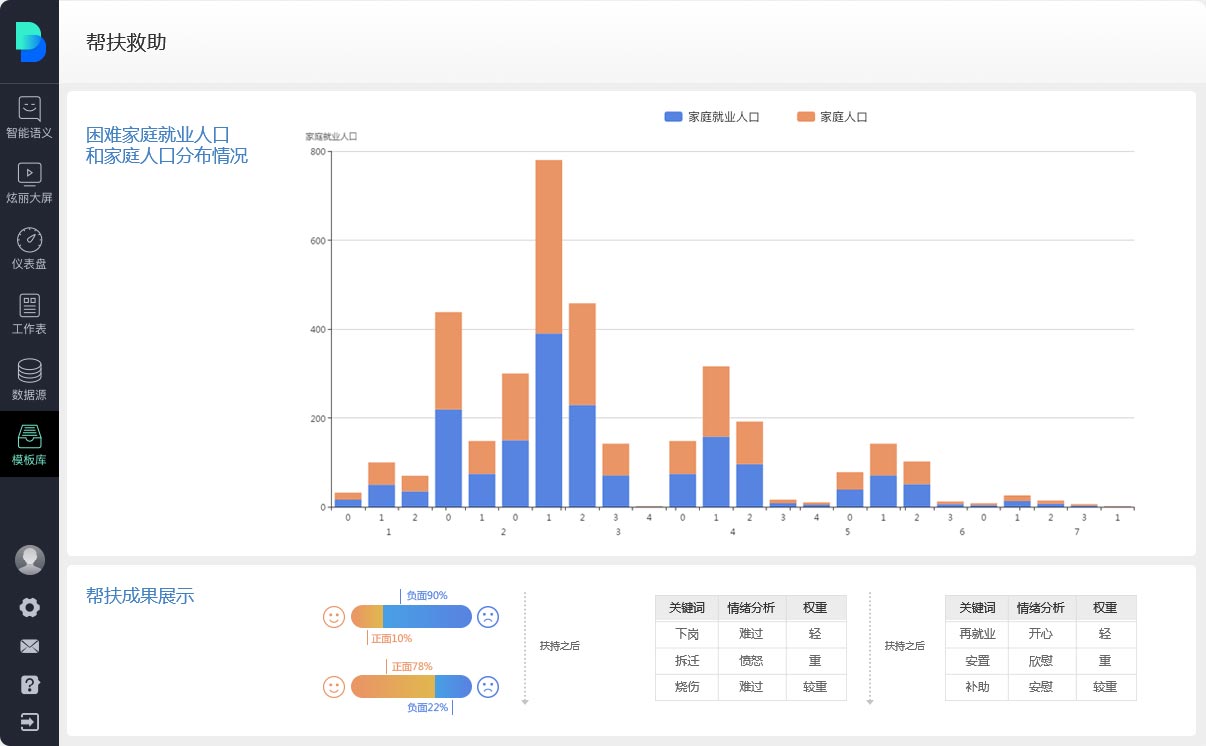 帮扶救助
智能语义
炫丽大屏
仪表盘
工作表
数据源
模板库
困难家庭就业人口
和家庭人口分布情况
家庭就业人口 家庭人口
家庭就业人口
800
600
400
200
0
0 1 2 0 1 0 1 2 3 4 0 1 2 3 4 0 1 2 3 0 1 2 3 1
1 2 3 4 5 6 7
帮扶成果展示
负面90%
正面10%
正面78%
负面22%
扶持之后
关键词 情绪分析 权重
下岗 难过 轻
拆迁 愤怒 重
烧伤 难过 较重
扶持之后
关键词 情绪分析 权重
再就业 开心 轻
安置 欣慰 重
补助 安慰 较重